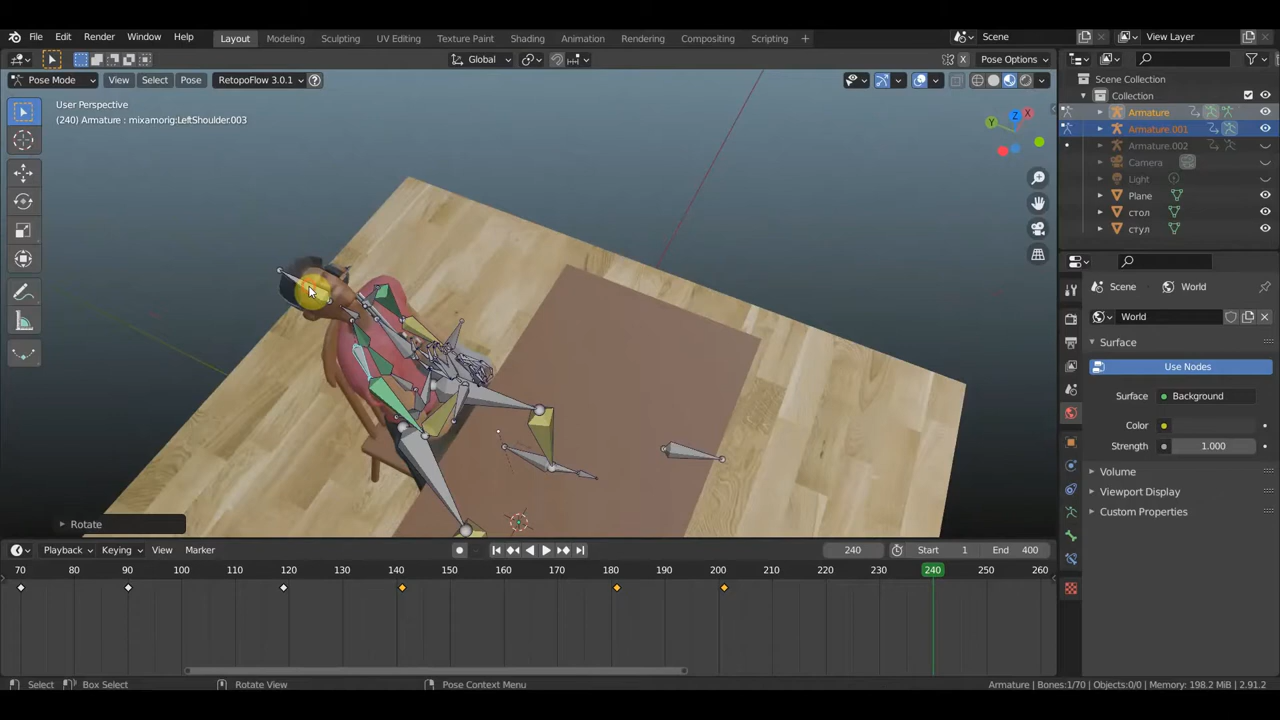 File Edit Render Window Help Layout Modeling Sculpting UV Editing Texture Paint Shading Animation Rendering Compositing Scripting + Scene View Layer
Global Pose Options
Pose Mode View Select Pose RetopoFlow 3.0.1
User Perspective
(240) Armature : mixamorig:LeftShoulder.003
X
Y
Z
Scene Collection
Collection
Armature
Armature.001
Armature.002
Camera
Light
Plane
стол
стул
Scene World
World
Surface
Use Nodes
Surface Background
Color
Strength 1.000
Volume
Viewport Display
Custom Properties
Rotate
Playback Keying View Marker 240 Start 1 End 400
70 80 90 100 110 120 130 140 150 160 170 180 190 200 210 220 230 240 250 260
Select Box Select Rotate View Pose Context Menu Armature | Bones:1/70 | Objects:0/0 | Memory: 198.2 MiB | 2.91.2